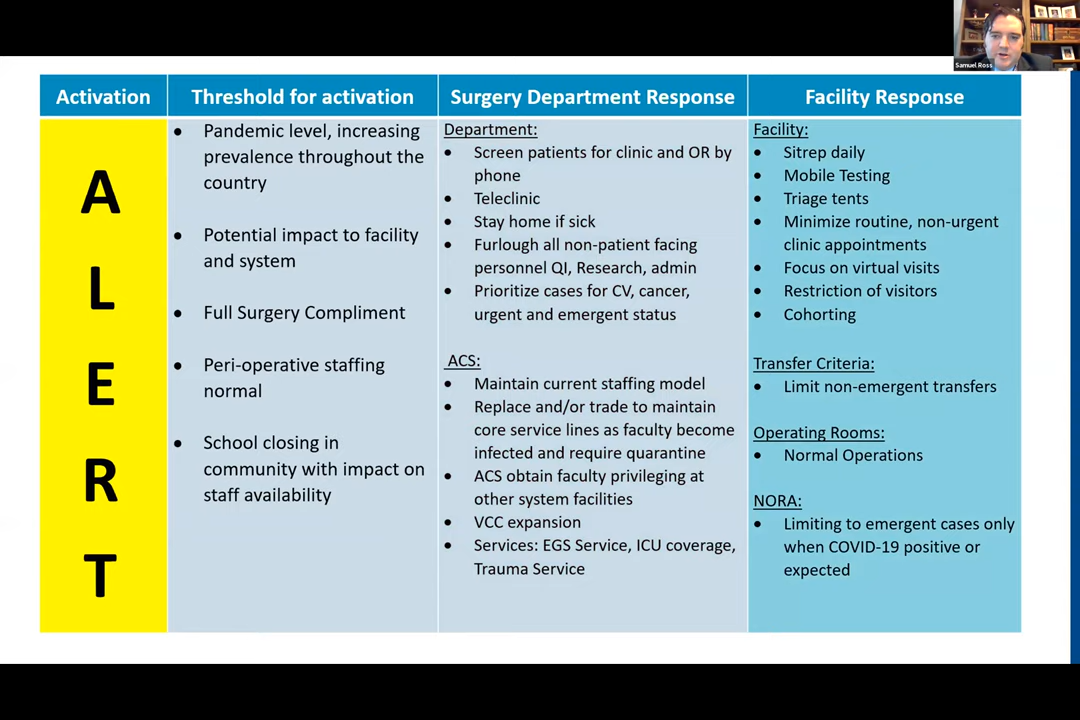 Samuel Ross
Activation
Threshold for activation
Surgery Department Response
Facility Response
A
L
E
R
T
• Pandemic level, increasing
prevalence throughout the
country
• Potential impact to facility
and system
• Full Surgery Compliment
• Peri-operative staffing
normal
• School closing in
community with impact on
staff availability
Department:
• Screen patients for clinic and OR by
phone
• Teleclinic
• Stay home if sick
• Furlough all non-patient facing
personnel QI, Research, admin
• Prioritize cases for CV, cancer,
urgent and emergent status
ACS:
• Maintain current staffing model
• Replace and/or trade to maintain
core service lines as faculty become
infected and require quarantine
• ACS obtain faculty privileging at
other system facilities
• VCC expansion
• Services: EGS Service, ICU coverage,
Trauma Service
Facility:
• Sitrep daily
• Mobile Testing
• Triage tents
• Minimize routine, non-urgent
clinic appointments
• Focus on virtual visits
• Restriction of visitors
• Cohorting
Transfer Criteria:
• Limit non-emergent transfers
Operating Rooms:
• Normal Operations
NORA:
• Limiting to emergent cases only
when COVID-19 positive or
expected